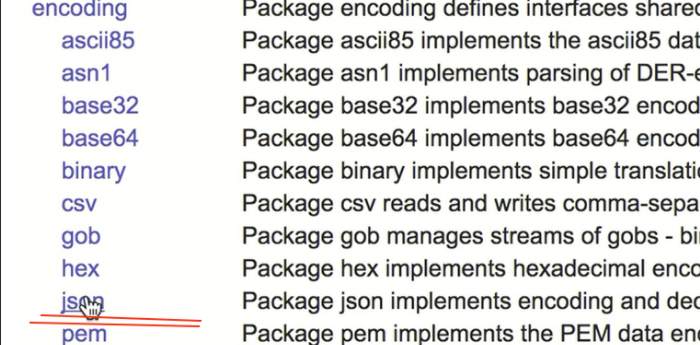 encoding Package encoding defines interfaces shared
ascii85 Package ascii85 implements the ascii85 dat
asn1 Package asn1 implements parsing of DER-e
base32 Package base32 implements base32 encod
base64 Package base64 implements base64 encod
binary Package binary implements simple translati
csv Package csv reads and writes comma-sepa
gob Package gob manages streams of gobs - bi
hex Package hex implements hexadecimal enco
json Package json implements encoding and dec
pem Package pem implements the PEM data en